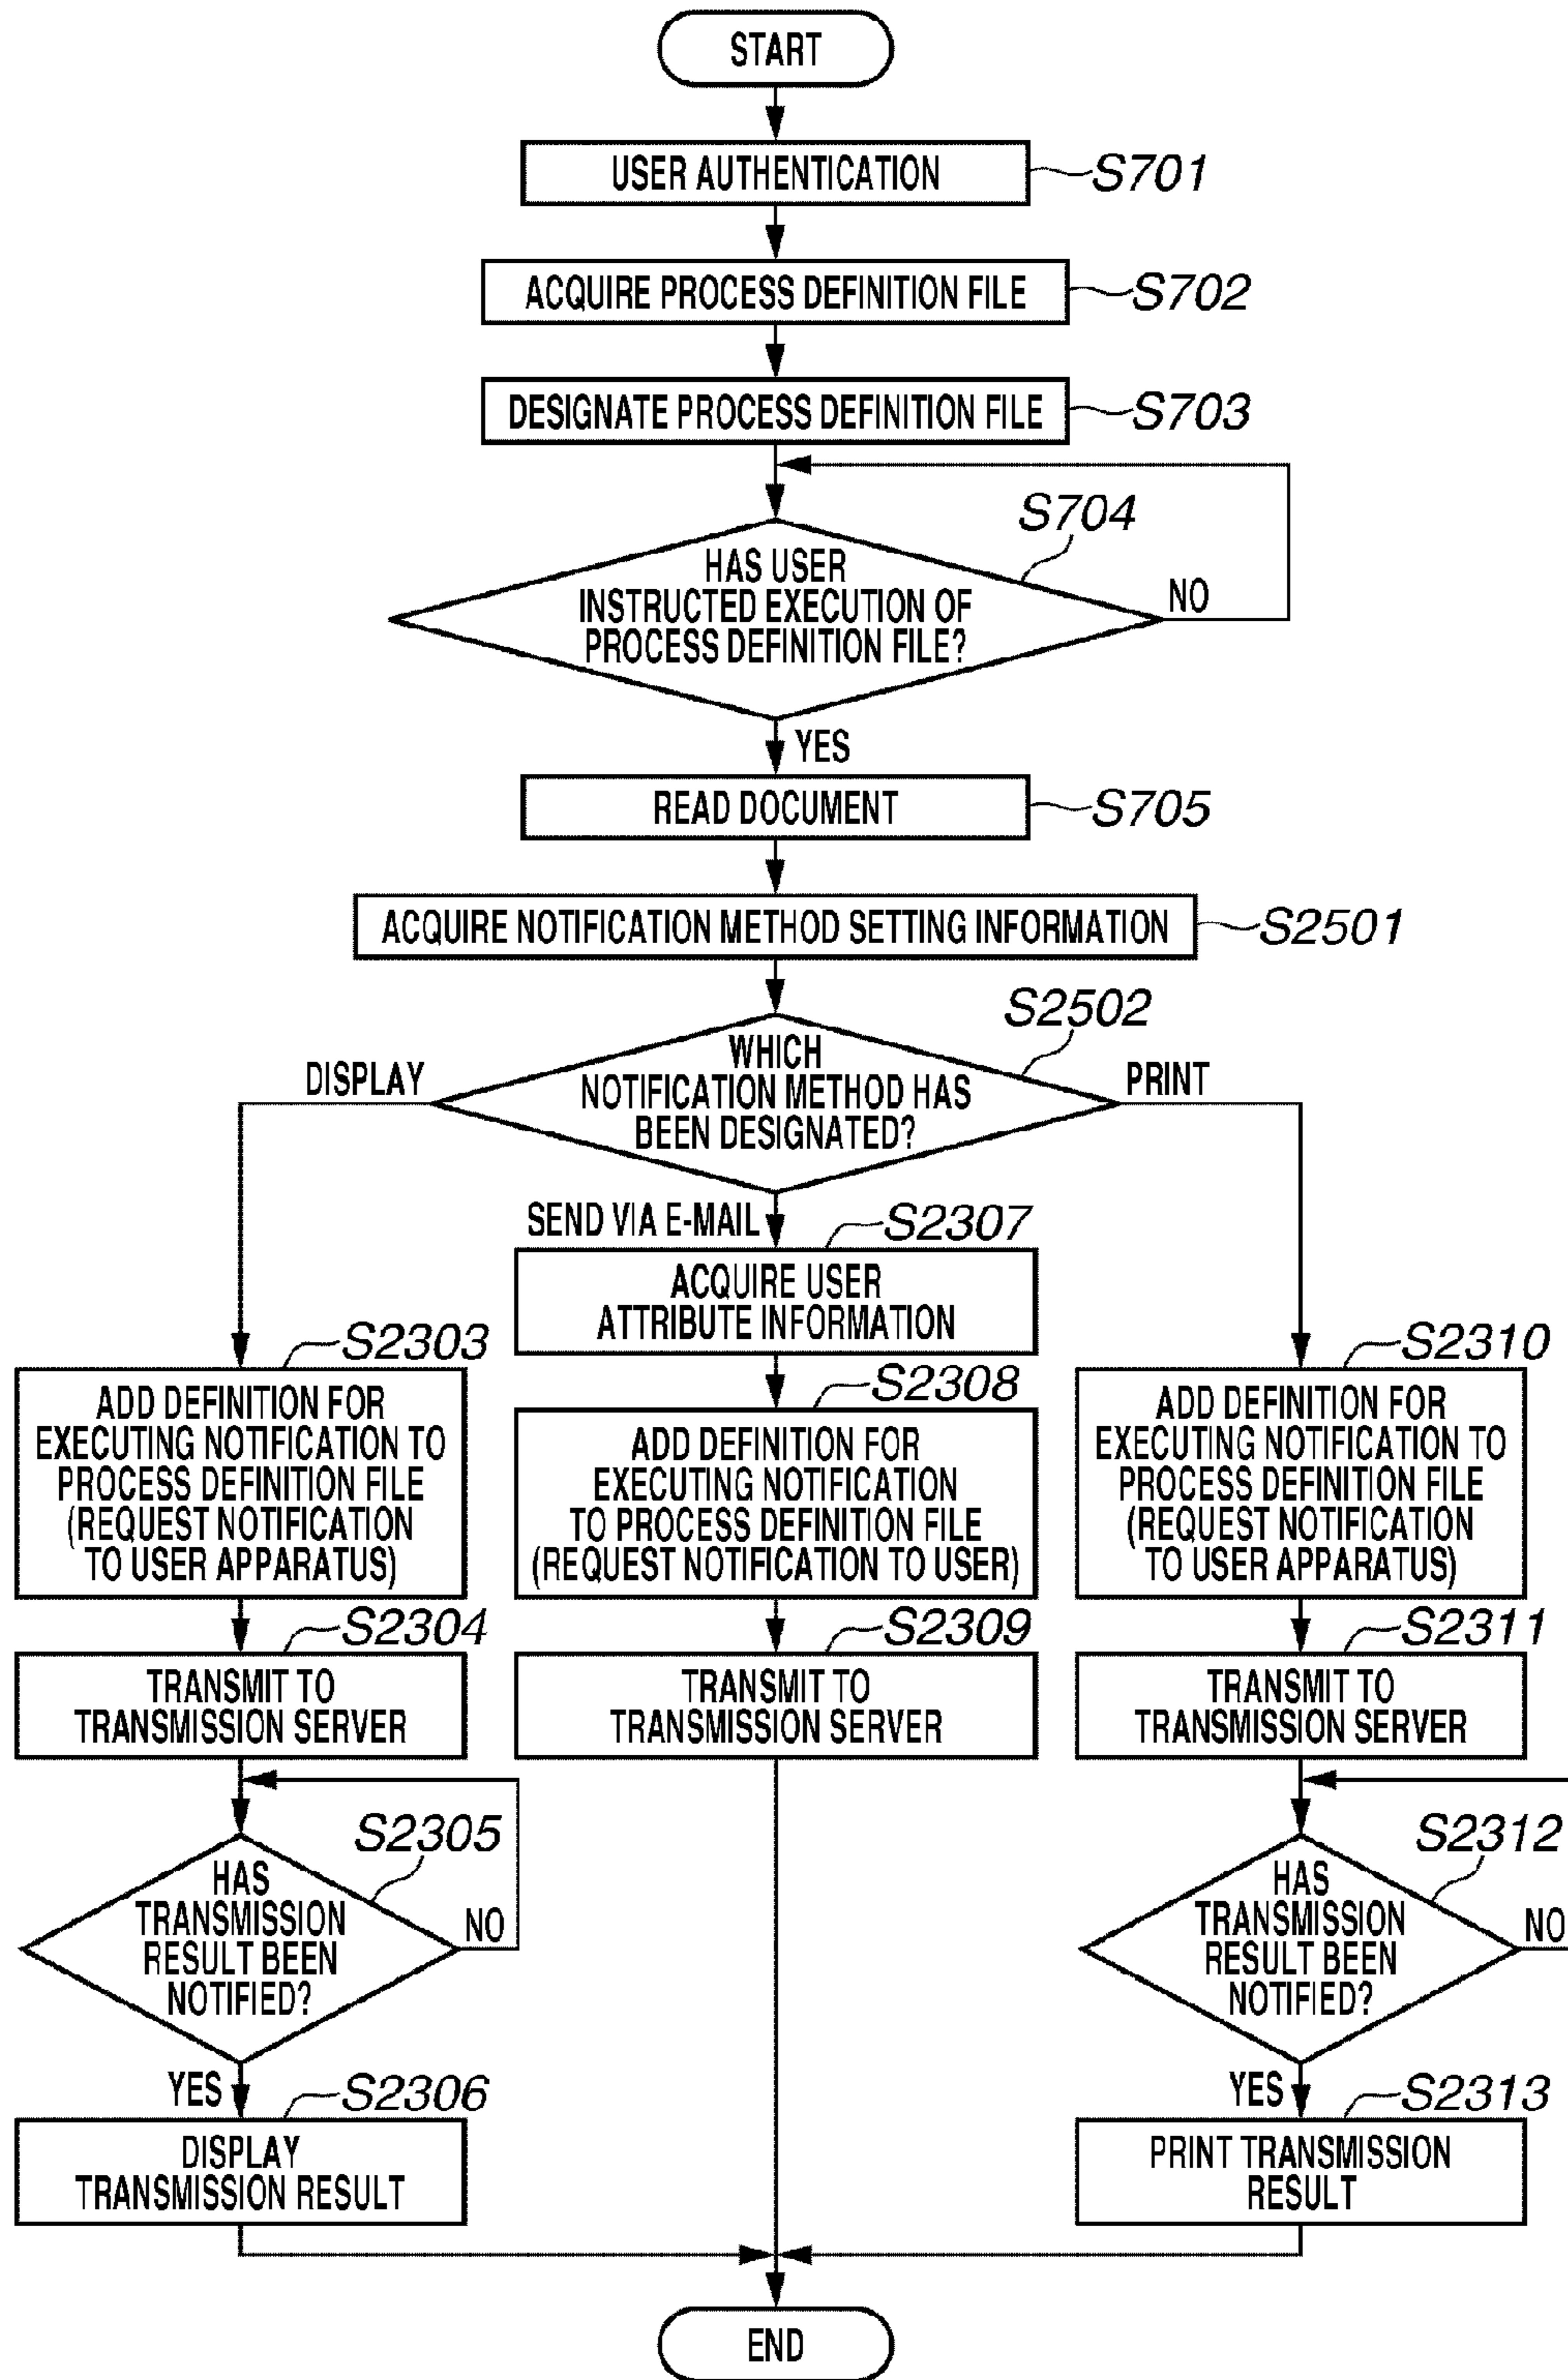 START
USER AUTHENTICATION
S701
ACQUIRE PROCESS DEFINITION FILE
S702
DESIGNATE PROCESS DEFINITION FILE
S703
S704
HAS USER
INSTRUCTED EXECUTION OF
PROCESS DEFINITION FILE?
NO
YES
READ DOCUMENT
S705
ACQUIRE NOTIFICATION METHOD SETTING INFORMATION
S2501
S2502
WHICH
NOTIFICATION METHOD HAS
BEEN DESIGNATED?
DISPLAY
PRINT
SEND VIA E-MAIL
S2303
ADD DEFINITION FOR
EXECUTING NOTIFICATION TO
PROCESS DEFINITION FILE
(REQUEST NOTIFICATION
TO USER APPARATUS)
S2304
TRANSMIT TO
TRANSMISSION SERVER
S2305
HAS
TRANSMISSION
RESULT BEEN
NOTIFIED?
NO
YES
S2306
DISPLAY
TRANSMISSION RESULT
S2307
ACQUIRE USER
ATTRIBUTE INFORMATION
S2308
ADD DEFINITION FOR
EXECUTING NOTIFICATION
TO PROCESS DEFINITION FILE
(REQUEST NOTIFICATION TO USER)
S2309
TRANSMIT TO
TRANSMISSION SERVER
S2310
ADD DEFINITION FOR
EXECUTING NOTIFICATION TO
PROCESS DEFINITION FILE
(REQUEST NOTIFICATION
TO USER APPARATUS)
S2311
TRANSMIT TO
TRANSMISSION SERVER
S2312
HAS
TRANSMISSION
RESULT BEEN
NOTIFIED?
NO
YES
S2313
PRINT TRANSMISSION
RESULT
END